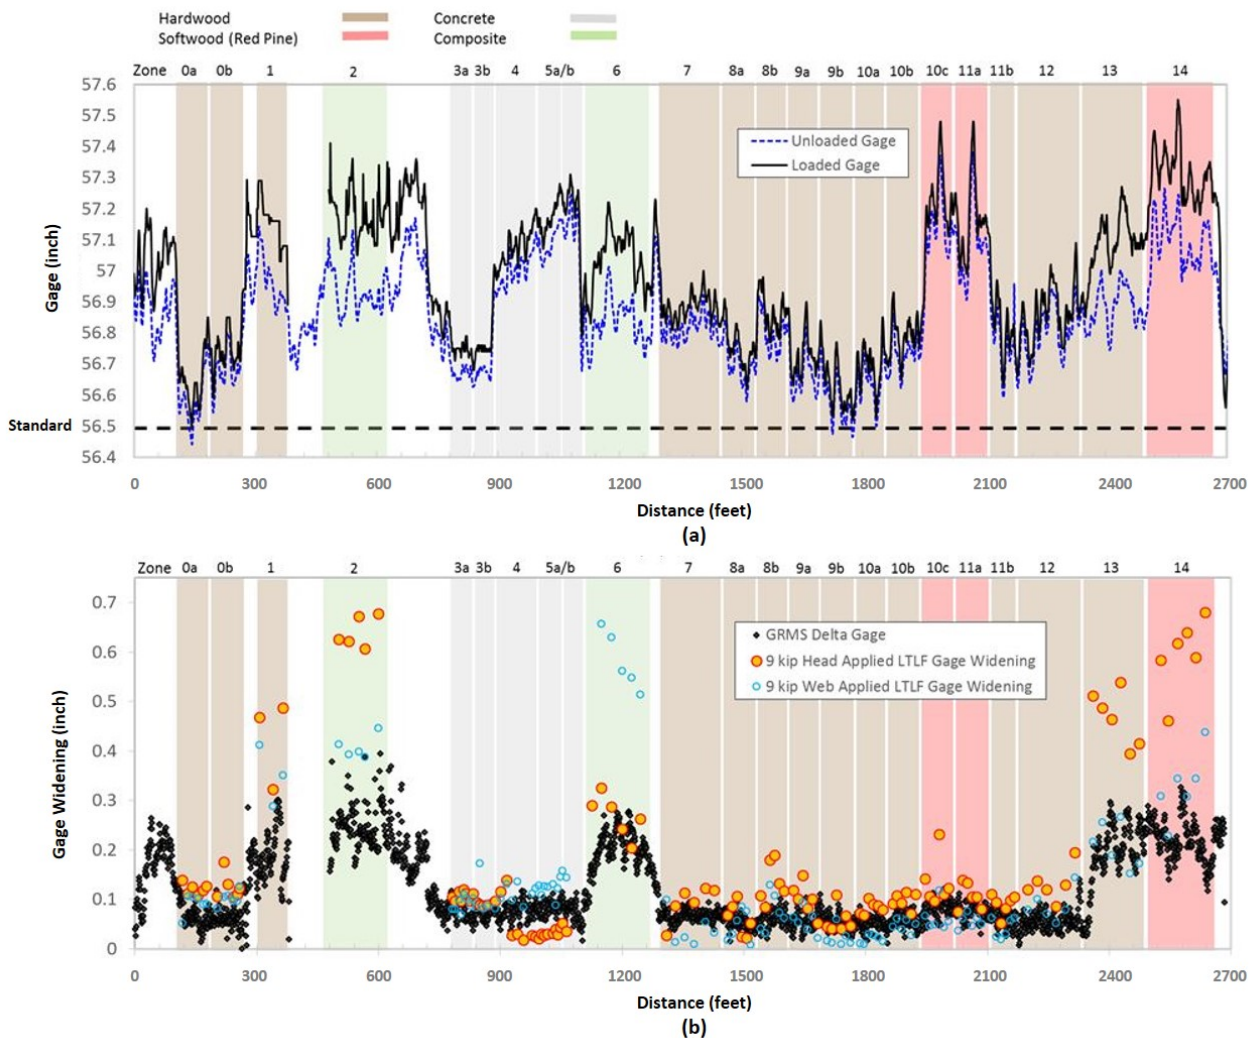 Hardwood Concrete
Softwood (Red Pine) Composite
Zone 0a 0b 1 2 3a 3b 4 5a/b 6 7 8a 8b 9a 9b 10a 10b 10c 11a 11b 12 13 14
57.6
57.5
57.4
57.3
57.2
57.1
57
56.9
56.8
56.7
56.6
Standard 56.5
56.4
Gage (inch)
Unloaded Gage
Loaded Gage
0 300 600 900 1200 1500 1800 2100 2400 2700
Distance (feet)
(a)
Zone 0a 0b 1 2 3a 3b 4 5a/b 6 7 8a 8b 9a 9b 10a 10b 10c 11a 11b 12 13 14
0.7
0.6
0.5
0.4
0.3
0.2
0.1
0
Gage Widening (inch)
GRMS Delta Gage
9 kip Head Applied LTLF Gage Widening
9 kip Web Applied LTLF Gage Widening
0 300 600 900 1200 1500 1800 2100 2400 2700
Distance (feet)
(b)